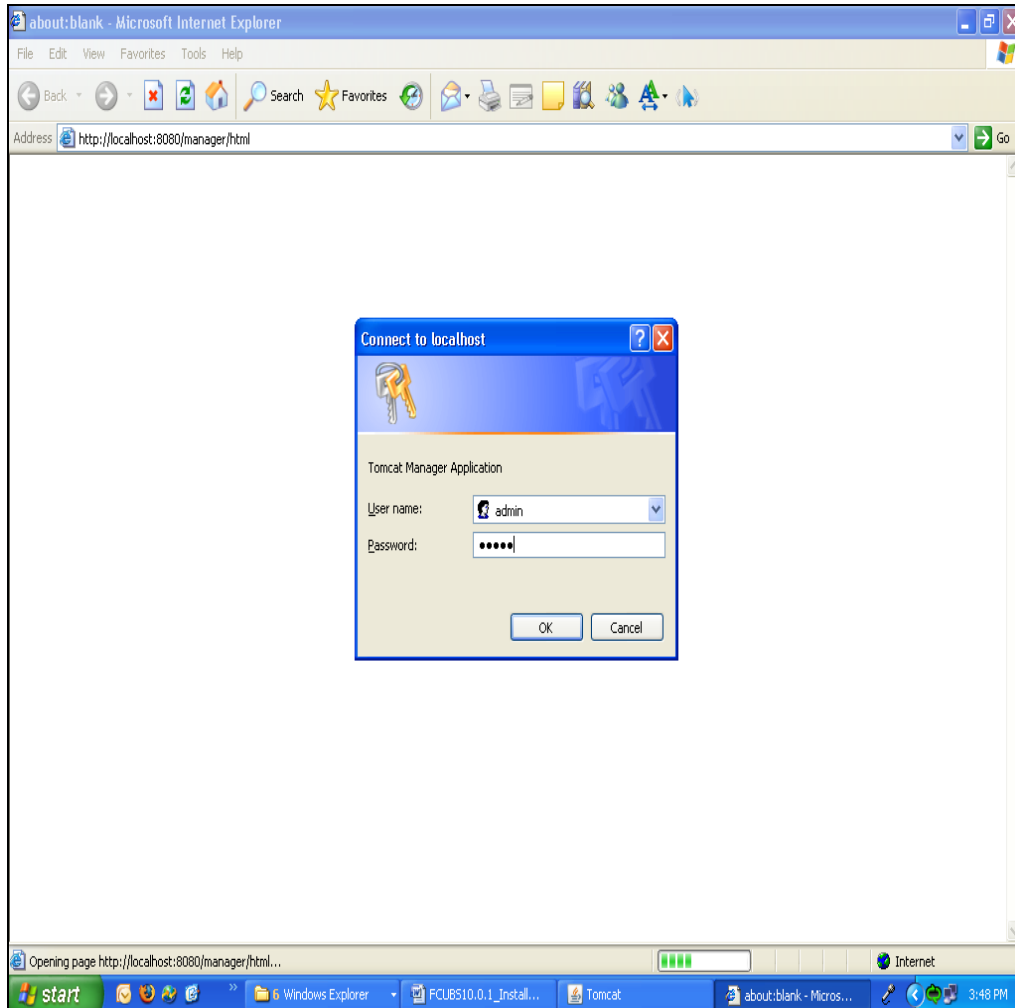 about:blank - Microsoft Internet Explorer
File Edit View Favorites Tools Help
Back Search Favorites
Address http://localhost:8080/manager/html Go
Connect to localhost
Tomcat Manager Application
User name: admin
Password: •••••
OK Cancel
Opening page http://localhost:8080/manager/html... Internet
start » 6 Windows Explorer FCUBS10.0.1_Install... Tomcat about:blank - Micros... 3:48 PM